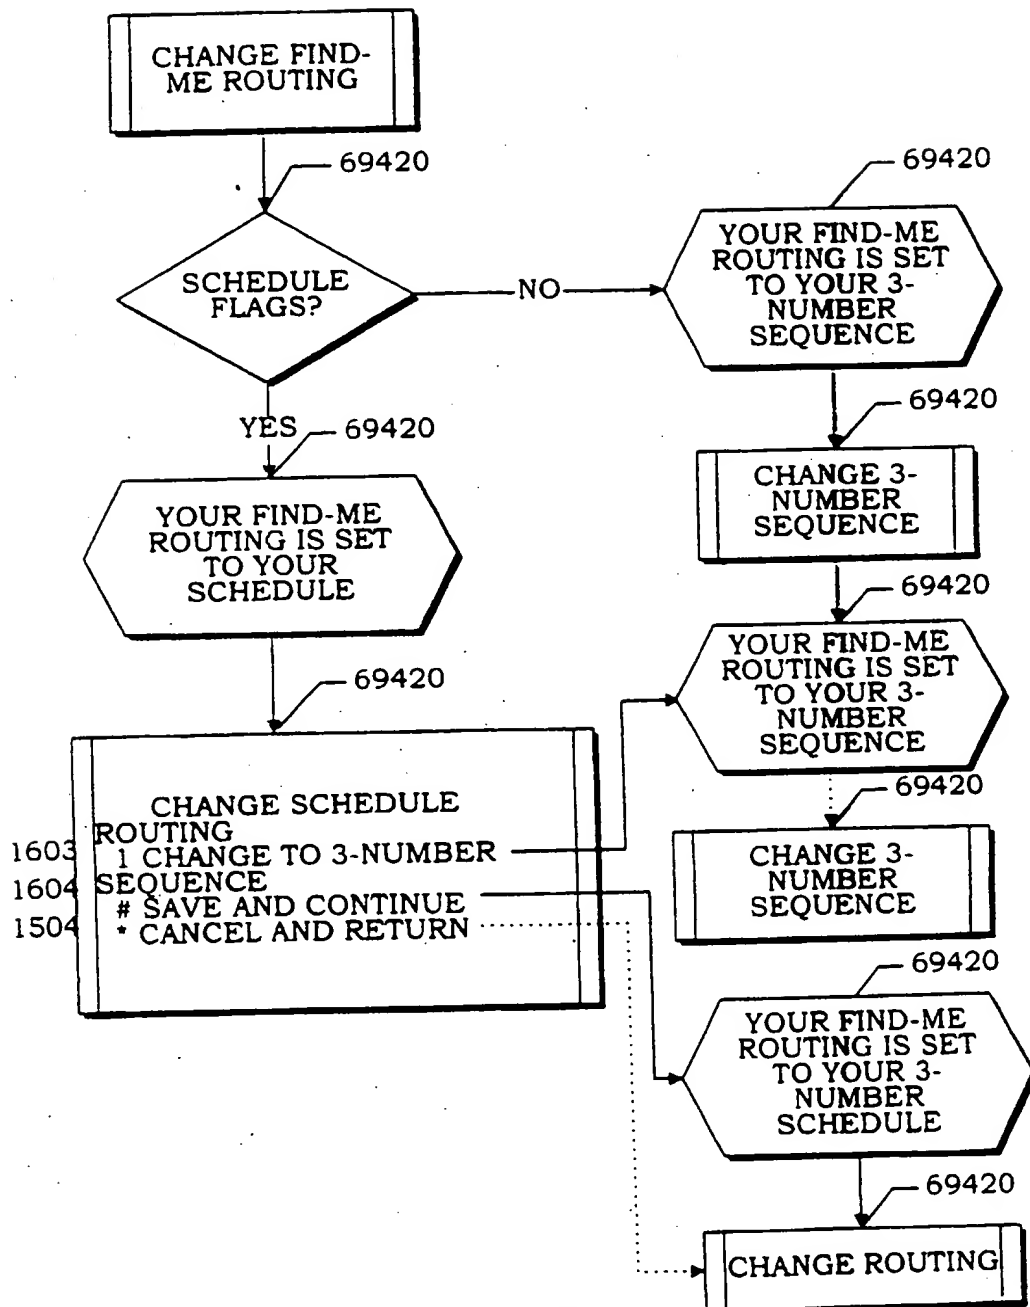 CHANGE FIND-
ME ROUTING
69420
SCHEDULE
FLAGS?
NO
69420
YOUR FIND-ME
ROUTING IS SET
TO YOUR 3-
NUMBER
SEQUENCE
YES
69420
YOUR FIND-ME
ROUTING IS SET
TO YOUR
SCHEDULE
69420
CHANGE 3-
NUMBER
SEQUENCE
69420
YOUR FIND-ME
ROUTING IS SET
TO YOUR 3-
NUMBER
SEQUENCE
69420
CHANGE SCHEDULE
ROUTING
1603 1 CHANGE TO 3-NUMBER
1604 SEQUENCE
# SAVE AND CONTINUE
1504 * CANCEL AND RETURN
69420
CHANGE 3-
NUMBER
SEQUENCE
69420
YOUR FIND-ME
ROUTING IS SET
TO YOUR 3-
NUMBER
SCHEDULE
69420
CHANGE ROUTING